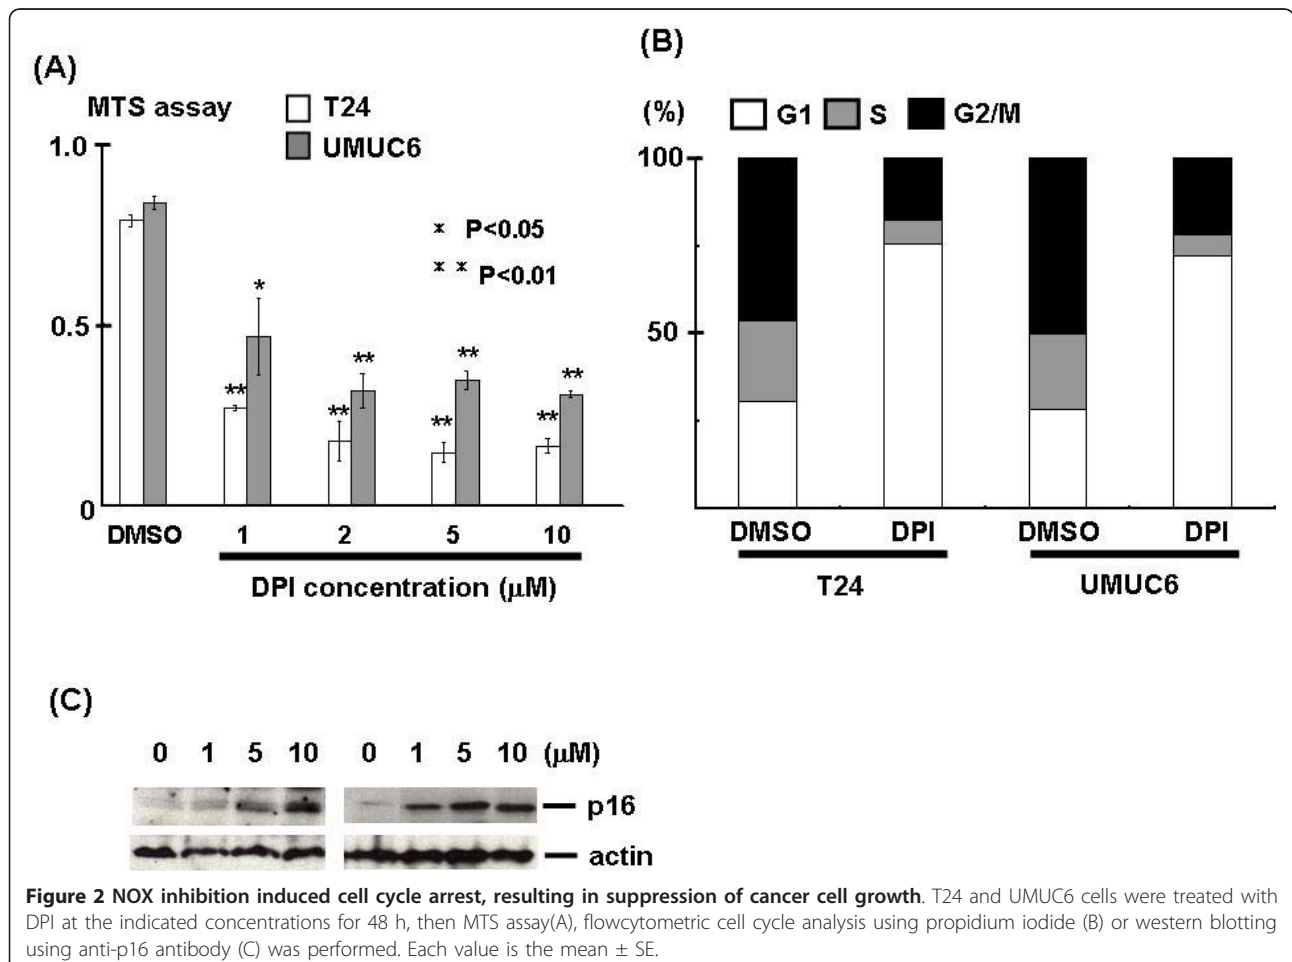 (A)
MTS assay
T24
UMUC6
1.0
0.5
0
* P<0.05
** P<0.01
*
**
**
**
**
**
**
**
DMSO 1 2 5 10
DPI concentration (μM)
(B)
(%)
G1 S G2/M
100
50
DMSO DPI DMSO DPI
T24 UMUC6
(C)
0 1 5 10 0 1 5 10 (μM)
p16
actin
Figure 2 NOX inhibition induced cell cycle arrest, resulting in suppression of cancer cell growth. T24 and UMUC6 cells were treated with
DPI at the indicated concentrations for 48 h, then MTS assay(A), flowcytometric cell cycle analysis using propidium iodide (B) or western blotting
using anti-p16 antibody (C) was performed. Each value is the mean ± SE.